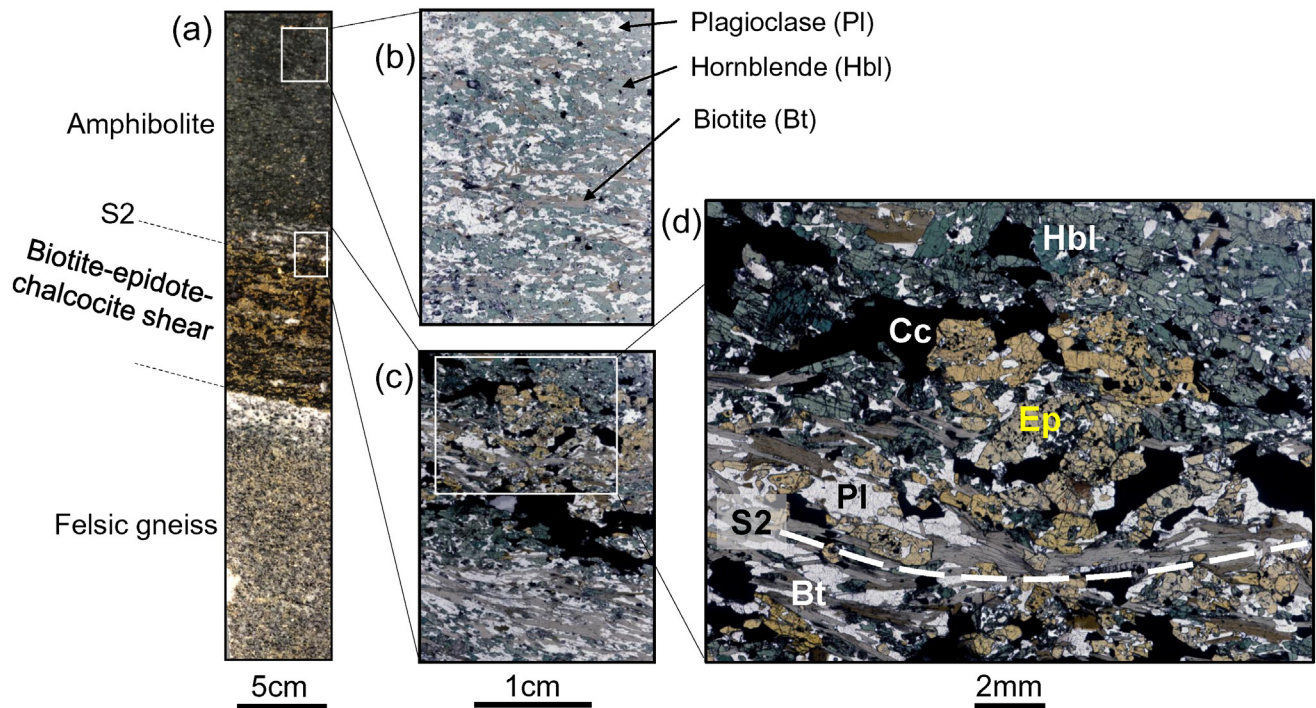 (a)
Amphibolite
S2
Biotite-epidote-
chalcocite shear
Felsic gneiss
5cm
(b)
Plagioclase (Pl)
Hornblende (Hbl)
Biotite (Bt)
(c)
1cm
(d)
Hbl
Cc
Ep
Pl
S2
Bt
2mm